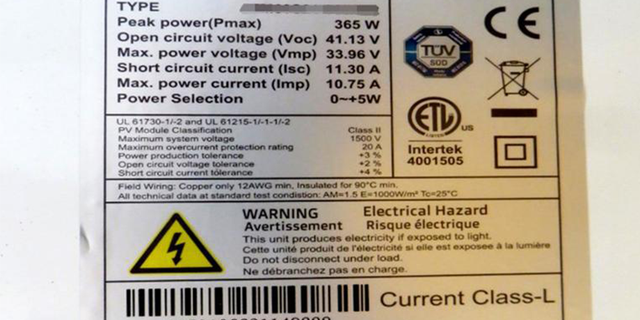 TYPE
Peak power(Pmax) 365 W
Open circuit voltage (Voc) 41.13 V
Max. power voltage (Vmp) 33.96 V
Short circuit current (Isc) 11.30 A
Max. power current (Imp) 10.75 A
Power Selection 0~+5W
TÜV
SÜD
CE
ETL
US
Intertek
4001505
UL 61730-1/-2 and UL 61215-1/-1-1/-2
PV Module Classification Class II
Maximum system voltage 1500 V
Maximum overcurrent protection rating 20 A
Power production tolerance +3 %
Open circuit voltage tolerance +2 %
Short circuit current tolerance +4 %
Field Wiring: Copper only 12AWG min, Insulated for 90°C min.
All technical data at standard test condistion: AM=1.5 E=1000W/m² Tc=25°C
WARNING Electrical Hazard
Avertissement Risque électrique
This unit produces electricity if exposed to light.
Cette unité produit de l'électricité si elle est exposée à la lumière
Do not disconnect under load.
Ne débranchez pas en charge.
Current Class-L